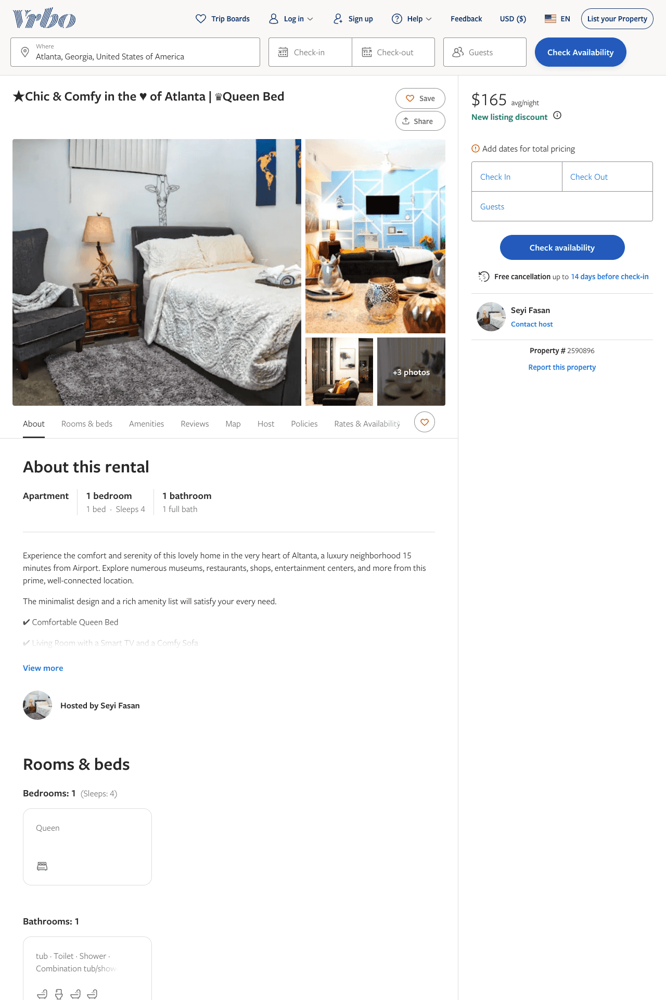 Vrbo
Trip Boards
Log in
Sign up
Help
Feedback
USD ($)
EN
List your Property
Where
Atlanta, Georgia, United States of America
Check-in
Check-out
Guests
Check Availability
★Chic & Comfy in the ♥ of Atlanta | ♛Queen Bed
Save
Share
$165 avg/night
New listing discount
Add dates for total pricing
Check In
Check Out
Guests
Check availability
Free cancellation up to 14 days before check-in
Seyi Fasan
Contact host
Property # 2590896
Report this property
+3 photos
About
Rooms & beds
Amenities
Reviews
Map
Host
Policies
Rates & Availability
About this rental
Apartment
1 bedroom
1 bed · Sleeps 4
1 bathroom
1 full bath
Experience the comfort and serenity of this lovely home in the very heart of Altanta, a luxury neighborhood 15
minutes from Airport. Explore numerous museums, restaurants, shops, entertainment centers, and more from this
prime, well-connected location.
The minimalist design and a rich amenity list will satisfy your every need.
✔ Comfortable Queen Bed
✔ Living Room with a Smart TV and a Comfy Sofa
View more
Hosted by Seyi Fasan
Rooms & beds
Bedrooms: 1 (Sleeps: 4)
Queen
Bathrooms: 1
tub · Toilet · Shower ·
Combination tub/show